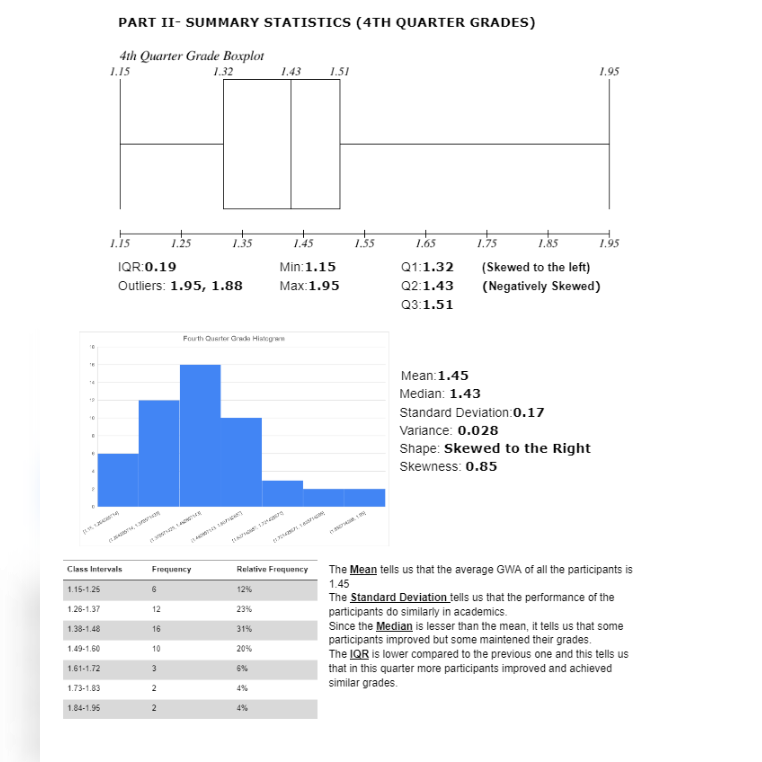 PART II- SUMMARY STATISTICS (4TH QUARTER GRADES)
4th Quarter Grade Boxplot
1.15 1.32 1.43 1.51 1.95
1.15 1.25 1.35 1.45 1.55 1.65 1.75 1.85 1.95
IQR:0.19 Min:1.15 Q1:1.32 (Skewed to the left)
Outliers: 1.95, 1.88 Max:1.95 Q2:1.43 (Negatively Skewed)
Q3:1.51
Fourth Quarter Grade Histogram
18
16
14
12
10
8
6
4
2
0
Mean:1.45
Median: 1.43
Standard Deviation:0.17
Variance: 0.028
Shape: Skewed to the Right
Skewness: 0.85
Class Intervals Frequency Relative Frequency
1.15-1.25 6 12%
1.26-1.37 12 23%
1.38-1.48 16 31%
1.49-1.60 10 20%
1.61-1.72 3 6%
1.73-1.83 2 4%
1.84-1.95 2 4%
The Mean tells us that the average GWA of all the participants is
1.45
The Standard Deviation tells us that the performance of the
participants do similarly in academics.
Since the Median is lesser than the mean, it tells us that some
participants improved but some maintened their grades.
The IQR is lower compared to the previous one and this tells us
that in this quarter more participants improved and achieved
similar grades.